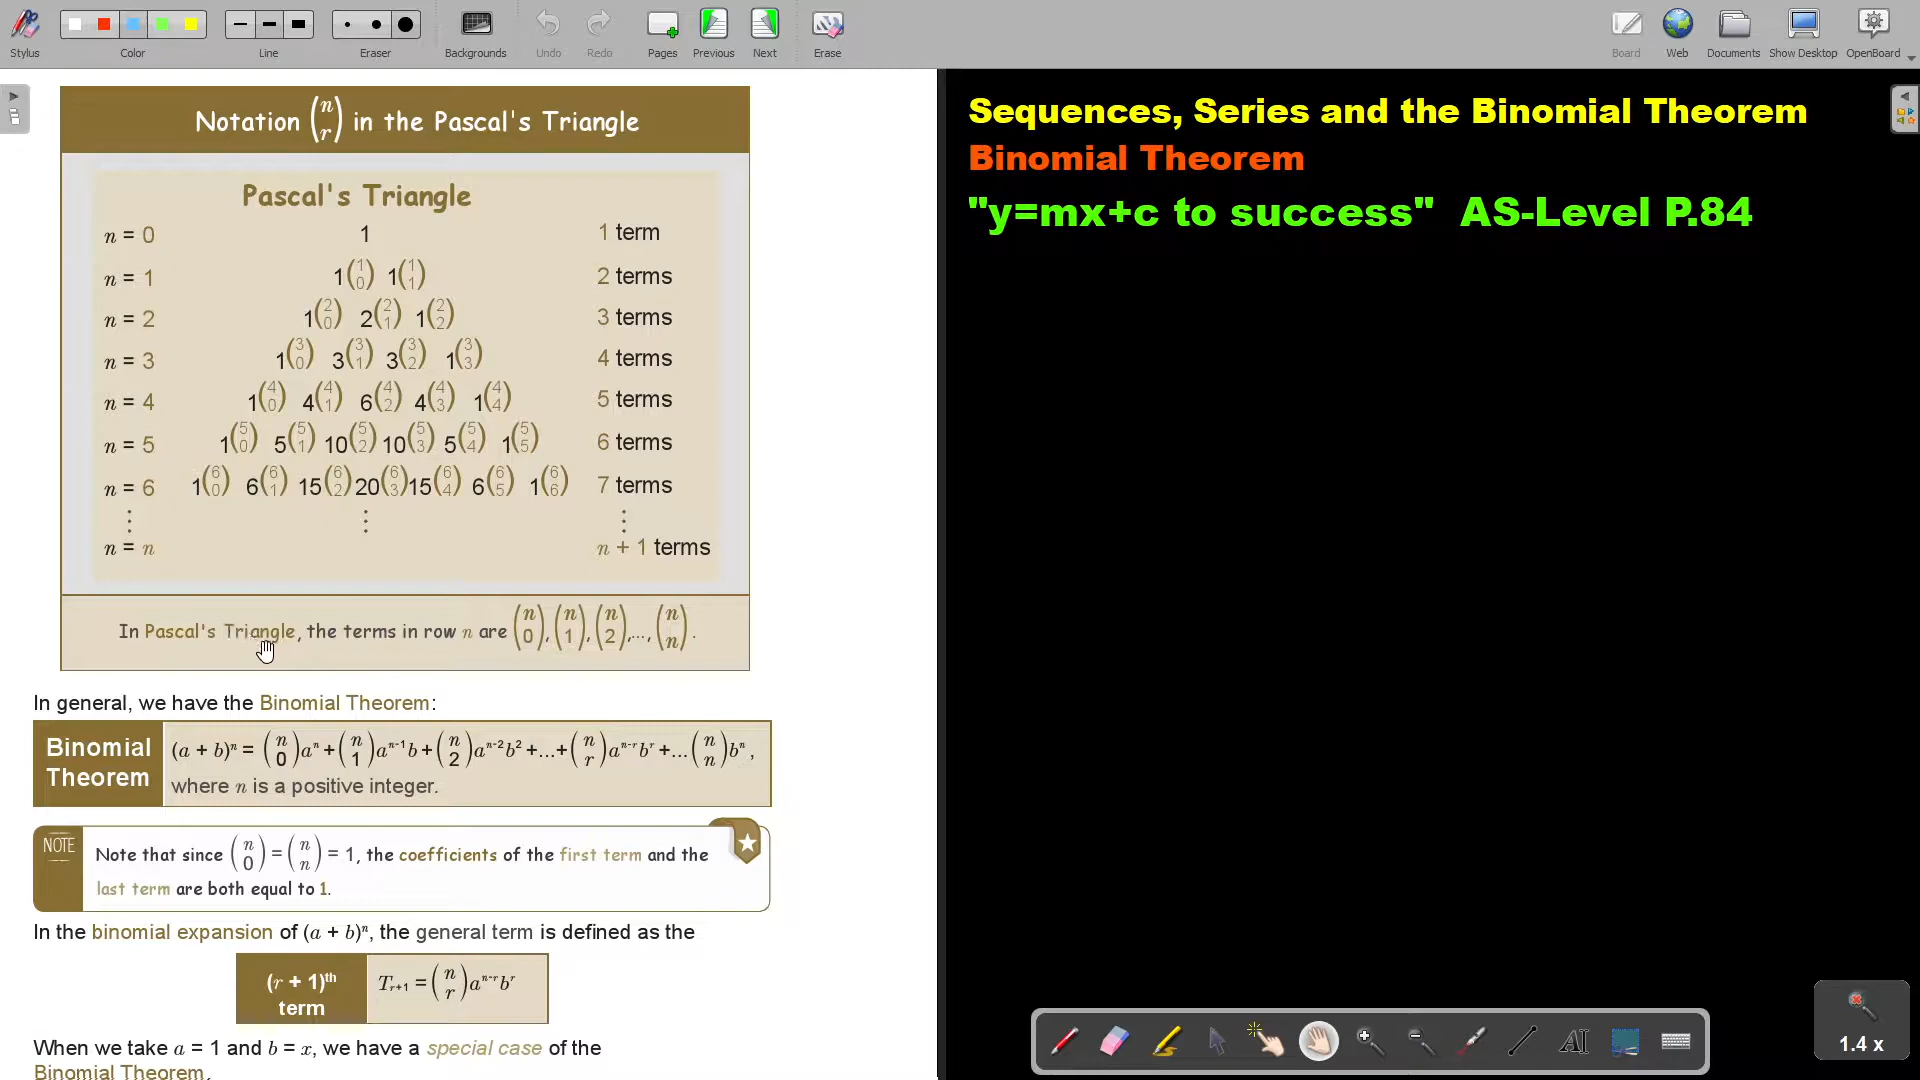 Stylus Color Line Eraser Backgrounds Undo Redo Pages Previous Next Erase Board Web Documents Show Desktop OpenBoard
Notation (n r) in the Pascal's Triangle
Pascal's Triangle
n = 0 1 1 term
n = 1 1(1 0) 1(1 1) 2 terms
n = 2 1(2 0) 2(2 1) 1(2 2) 3 terms
n = 3 1(3 0) 3(3 1) 3(3 2) 1(3 3) 4 terms
n = 4 1(4 0) 4(4 1) 6(4 2) 4(4 3) 1(4 4) 5 terms
n = 5 1(5 0) 5(5 1) 10(5 2) 10(5 3) 5(5 4) 1(5 5) 6 terms
n = 6 1(6 0) 6(6 1) 15(6 2) 20(6 3) 15(6 4) 6(6 5) 1(6 6) 7 terms
⋮ ⋮ ⋮
n = n n + 1 terms
In Pascal's Triangle, the terms in row n are (n 0), (n 1), (n 2), ..., (n n).
In general, we have the Binomial Theorem:
Binomial Theorem
(a + b)ⁿ = (n 0)aⁿ + (n 1)aⁿ⁻¹b + (n 2)aⁿ⁻²b² +...+ (n r)aⁿ⁻ʳbʳ +... (n n)bⁿ,
where n is a positive integer.
NOTE
Note that since (n 0) = (n n) = 1, the coefficients of the first term and the
last term are both equal to 1.
In the binomial expansion of (a + b)ⁿ, the general term is defined as the
(r + 1)th term
Tᵣ₊₁ = (n r)aⁿ⁻ʳbʳ
When we take a = 1 and b = x, we have a special case of the
Binomial Theorem.
Sequences, Series and the Binomial Theorem
Binomial Theorem
"y=mx+c to success" AS-Level P.84
1.4 x